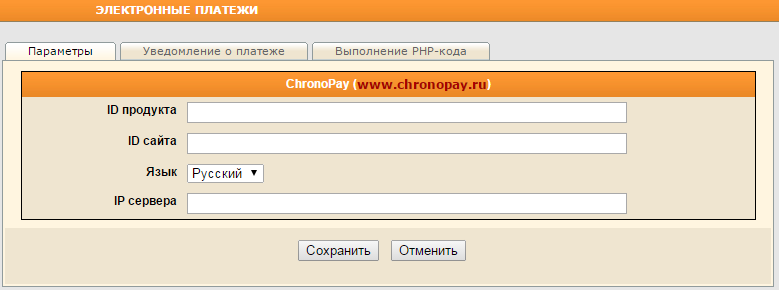 ЭЛЕКТРОННЫЕ ПЛАТЕЖИ
Параметры Уведомление о платеже Выполнение PHP-кода
ChronoPay (www.chronopay.ru)
ID продукта
ID сайта
Язык Русский
IP сервера
Сохранить Отменить